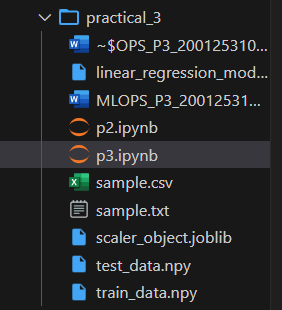 practical_3
~$OPS_P3_200125310...
linear_regression_mod...
MLOPS_P3_20012531...
p2.ipynb
p3.ipynb
sample.csv
sample.txt
scaler_object.joblib
test_data.npy
train_data.npy